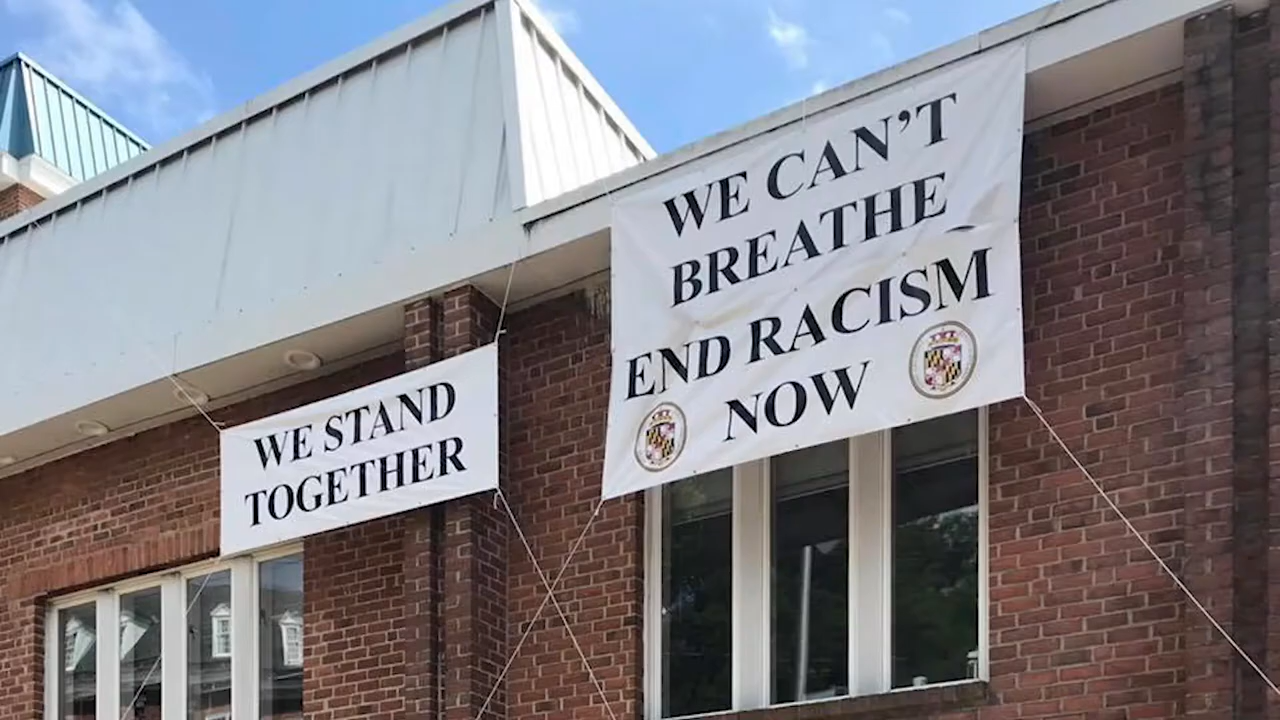 WE STAND
TOGETHER
WE CAN'T
BREATHE
END RACISM
NOW